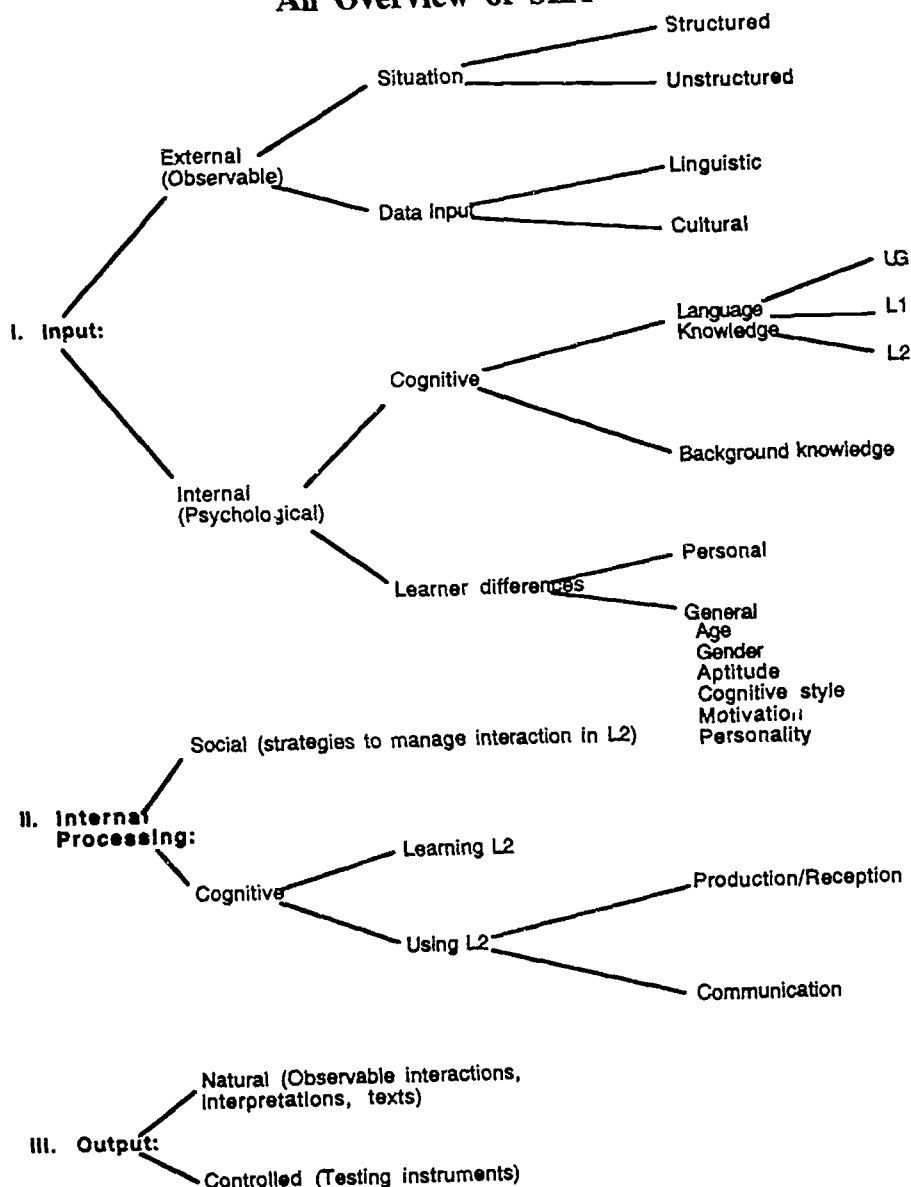 An Overview of
Structured
Situation
Unstructured
External
(Observable)
Linguistic
Data Input
Cultural
UG
Language
Knowledge
L1
I. Input:
L2
Cognitive
Background knowledge
Internal
(Psychological)
Personal
Learner differences
General
Age
Gender
Aptitude
Cognitive style
Motivation
Personality
Social (strategies to manage interaction in L2)
II. Internal
Processing:
Learning L2
Production/Reception
Cognitive
Using L2
Communication
Natural (Observable interactions,
interpretations, texts)
III. Output:
Controlled (Testing instruments)